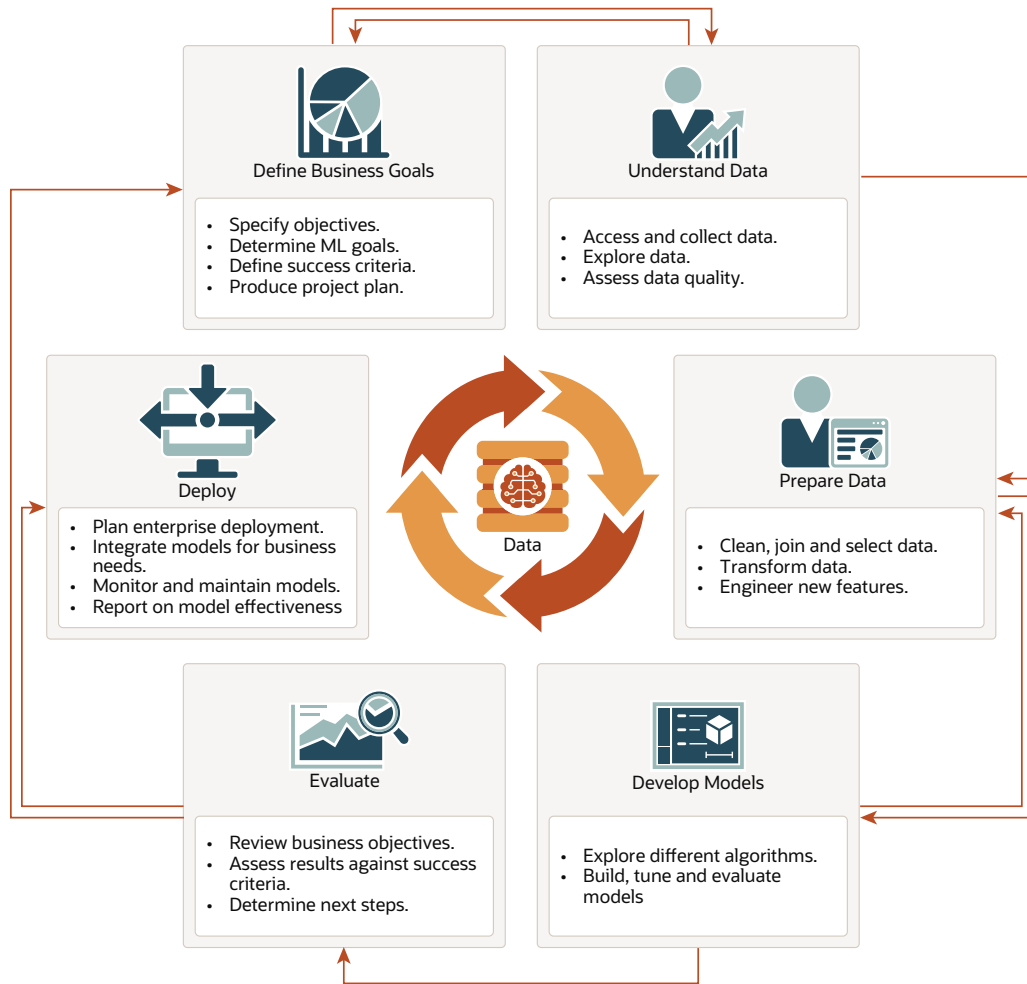 Define Business Goals
• Specify objectives.
• Determine ML goals.
• Define success criteria.
• Produce project plan.
Understand Data
• Access and collect data.
• Explore data.
• Assess data quality.
Deploy
• Plan enterprise deployment.
• Integrate models for business
needs.
• Monitor and maintain models.
• Report on model effectiveness
Data
Prepare Data
• Clean, join and select data.
• Transform data.
• Engineer new features.
Evaluate
• Review business objectives.
• Assess results against success
criteria.
• Determine next steps.
Develop Models
• Explore different algorithms.
• Build, tune and evaluate
models